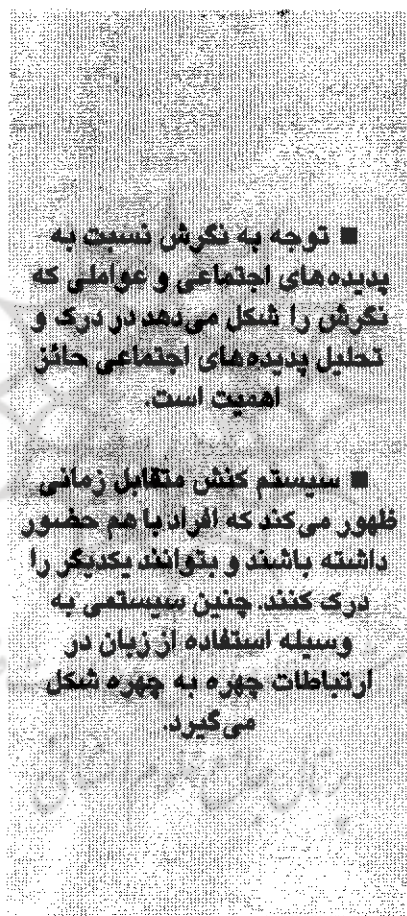 ■ توجه به نگرش نسبت به
پدیده‌های اجتماعی و عواملی که
نگرش را شکل می‌دهد در درک و
تحلیل پدیده‌های اجتماعی حائز
اهمیت است.
■ سیستم کنش متقابل زمانی
ظهور می‌کند که افراد با هم حضور
داشته باشند و بتوانند یکدیگر را
درک کنند. چنین سیستمی به
وسیله استفاده از زبان در
ارتباطات چهره به چهره شکل
می‌گیرد.